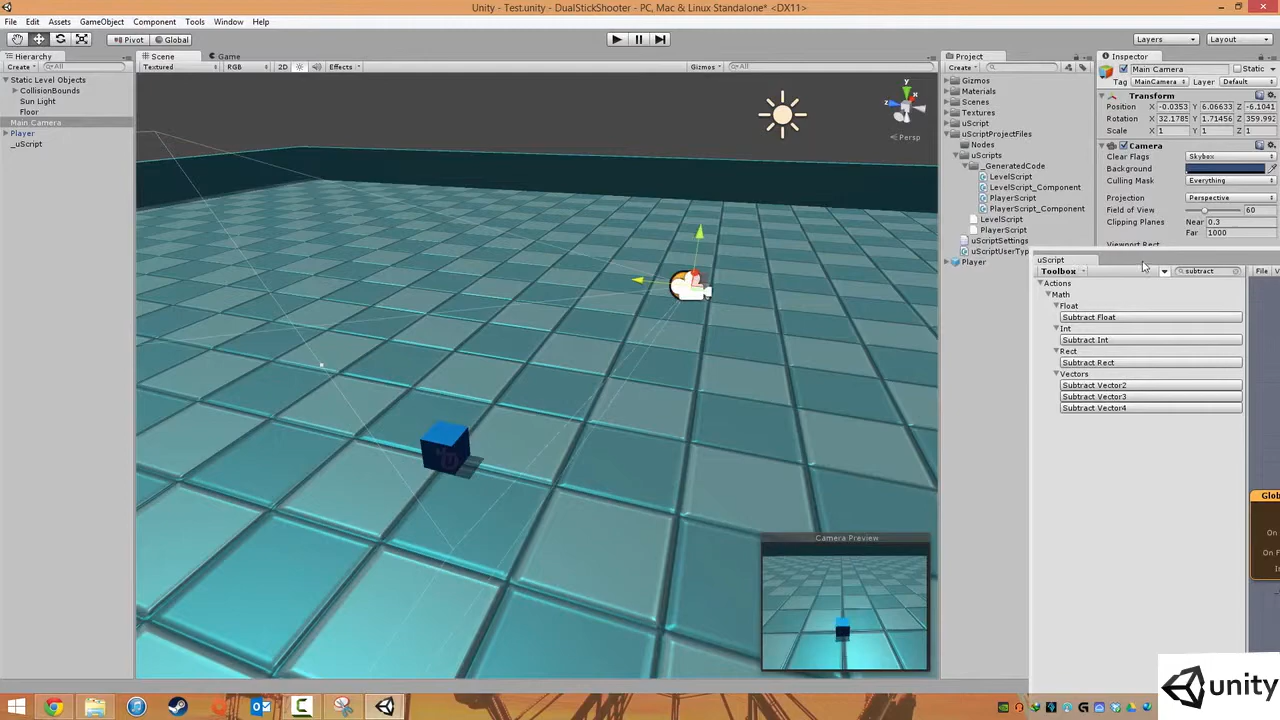 Unity - Test.unity - DualStickShooter - PC, Mac & Linux Standalone* <DX11>
File Edit Assets GameObject Component Tools Window Help
Pivot Global Layers Layout
Hierarchy Scene Game Project Inspector
Create All Textured RGB 2D Effects Gizmos All Create
Main Camera Static
Tag MainCamera Layer Default
Static Level Objects
CollisionBounds
Sun Light
Floor
Main Camera
Player
_uScript
y
x
z
Persp
Gizmos
Materials
Scenes
Textures
uScript
uScriptProjectFiles
Nodes
uScripts
_GeneratedCode
LevelScript
LevelScript_Component
PlayerScript
PlayerScript_Component
LevelScript
PlayerScript
uScriptSettings
uScriptUserTyp
Player
Transform
Position X -0.0353 Y 6.06633 Z -6.1041
Rotation X 32.1785 Y 1.71456 Z 359.992
Scale X 1 Y 1 Z 1
Camera
Clear Flags Skybox
Background
Culling Mask Everything
Projection Perspective
Field of View 60
Clipping Planes Near 0.3
Far 1000
Viewport Rect
uScript
Toolbox subtract File V
Actions
Math
Float
Subtract Float
Int
Subtract Int
Rect
Subtract Rect
Vectors
Subtract Vector2
Subtract Vector3
Subtract Vector4
Glob
On
On F
In
Camera Preview
unity